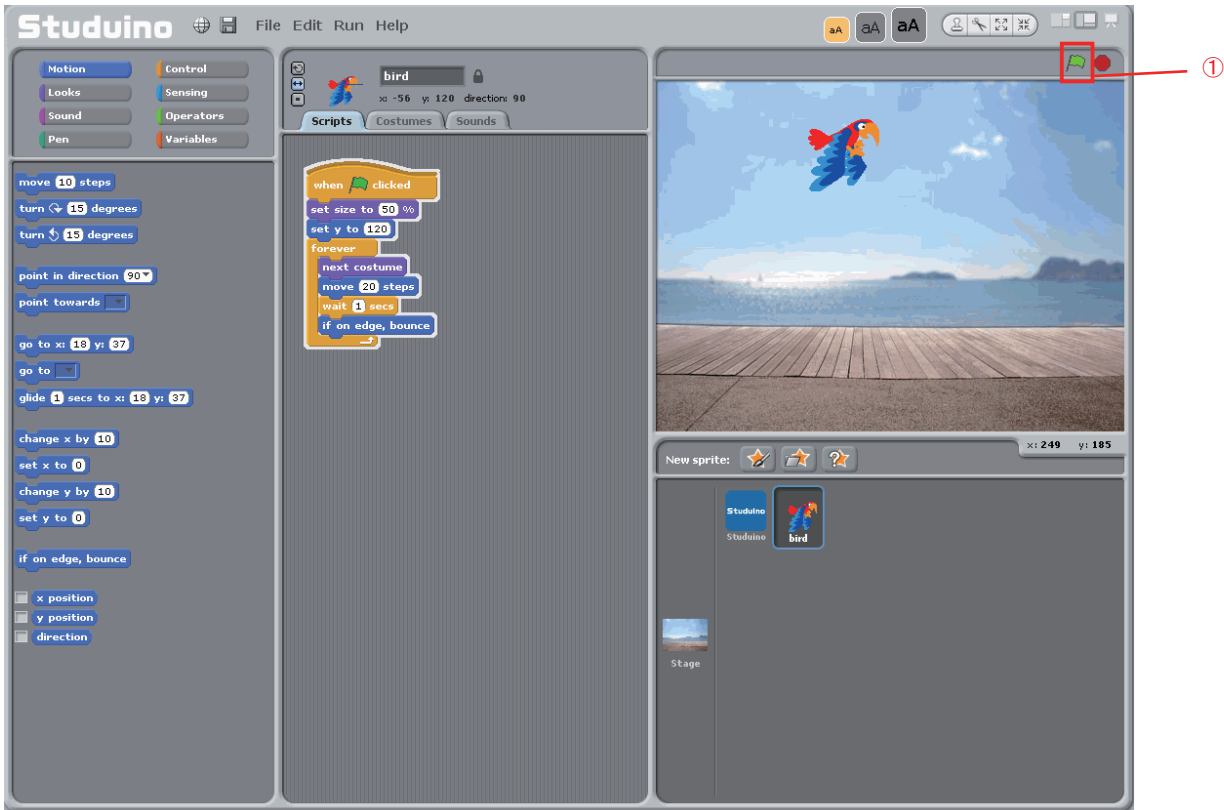 Studuino File Edit Run Help aA aA aA
①
Motion Control
Looks Sensing
Sound Operators
Pen Variables
move 10 steps
turn 15 degrees
turn 15 degrees
point in direction 90
point towards
go to x: 18 y: 37
go to
glide 1 secs to x: 18 y: 37
change x by 10
set x to 0
change y by 10
set y to 0
if on edge, bounce
x position
y position
direction
bird
x: -56 y: 120 direction: 90
Scripts Costumes Sounds
when clicked
set size to 50 %
set y to 120
forever
next costume
move 20 steps
wait 1 secs
if on edge, bounce
x: 249 y: 185
New sprite:
Studuino
Studuino
bird
Stage